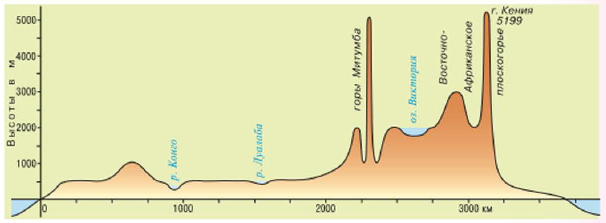 Высоты в м
5000
4000
3000
2000
1000
0
1000
2000
3000 км
р. Конго
р. Луалаба
горы Митумба
оз. Виктория
Восточно-
Африканское
плоскогорье
г. Кения
5199